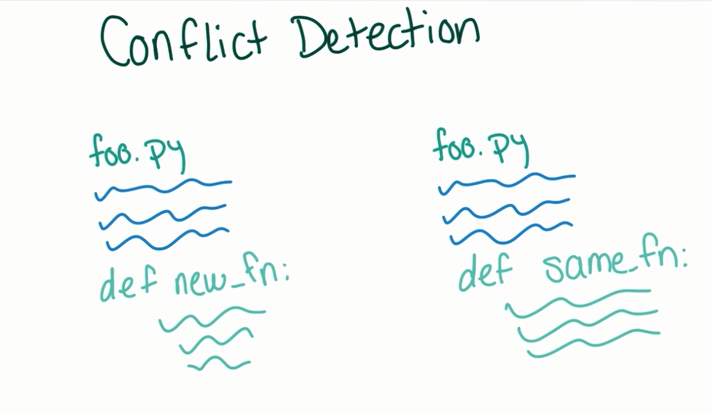 Conflict Detection
foo.py
def new_fn:
foo.py
def same_fn: